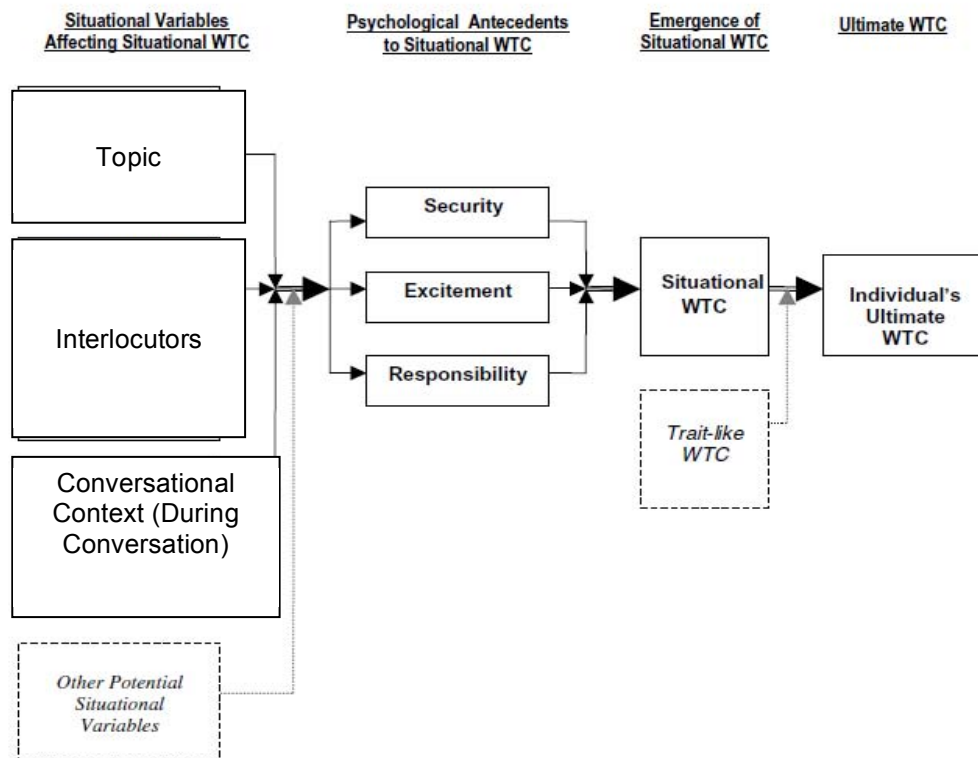 Situational Variables
Affecting Situational WTC
Psychological Antecedents
to Situational WTC
Emergence of
Situational WTC
Ultimate WTC
Topic
Interlocutors
Conversational
Context (During
Conversation)
Other Potential
Situational
Variables
Security
Excitement
Responsibility
Situational
WTC
Trait-like
WTC
Individual's
Ultimate
WTC